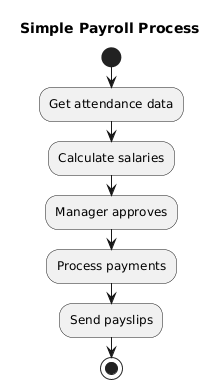 Simple Payroll Process
Get attendance data
Calculate salaries
Manager approves
Process payments
Send payslips